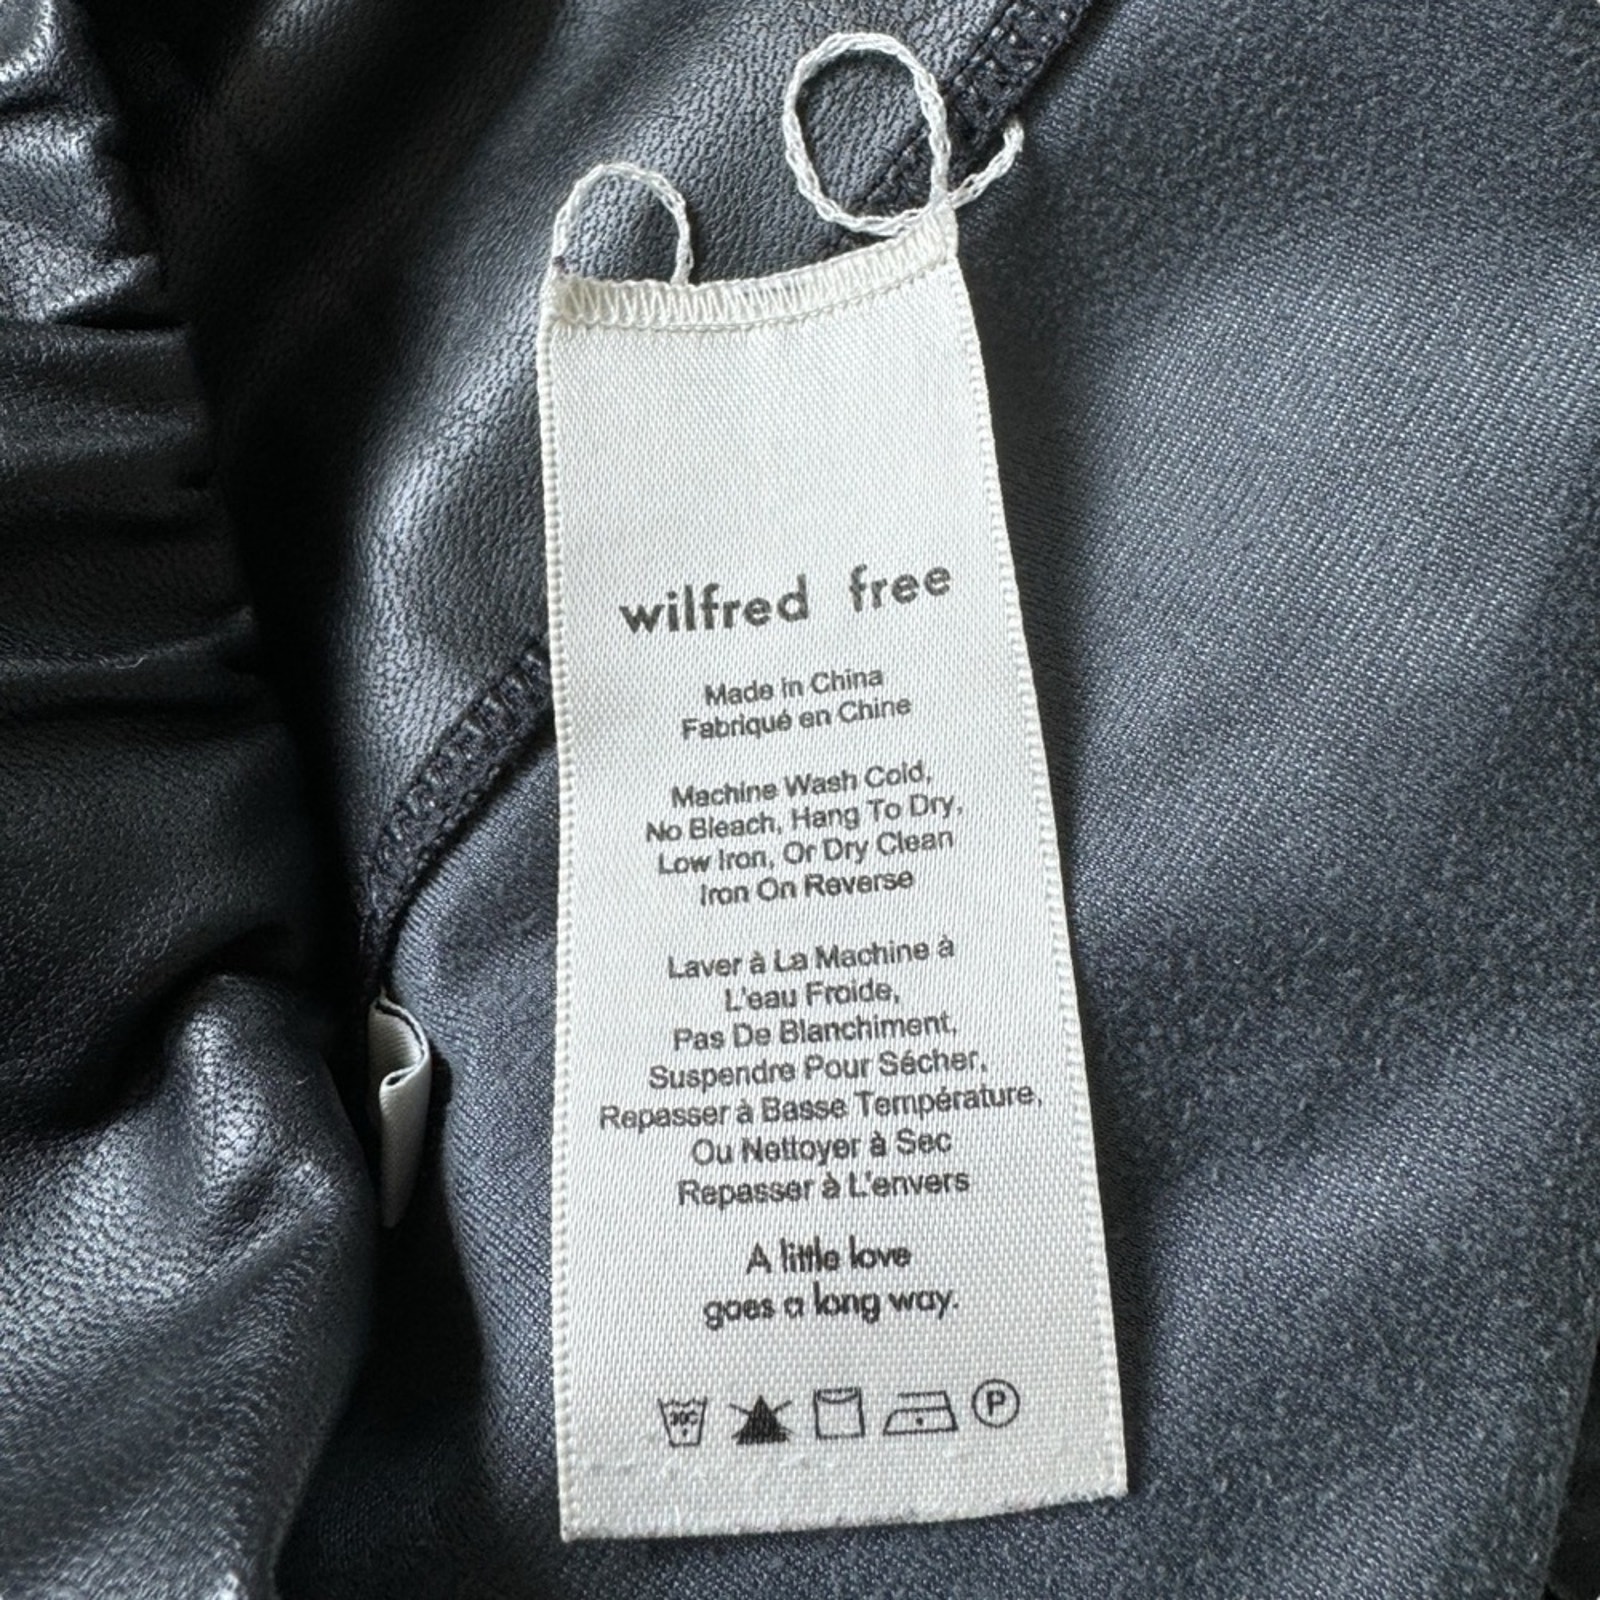 wilfred free
Made in China
Fabriqué en Chine
Machine Wash Cold,
No Bleach, Hang To Dry,
Low Iron, Or Dry Clean
Iron On Reverse
Laver à La Machine à
L'eau Froide,
Pas De Blanchiment,
Suspendre Pour Sécher,
Repasser à Basse Température,
Ou Nettoyer à Sec
Repasser à L'envers
A little love
goes a long way.
30C P